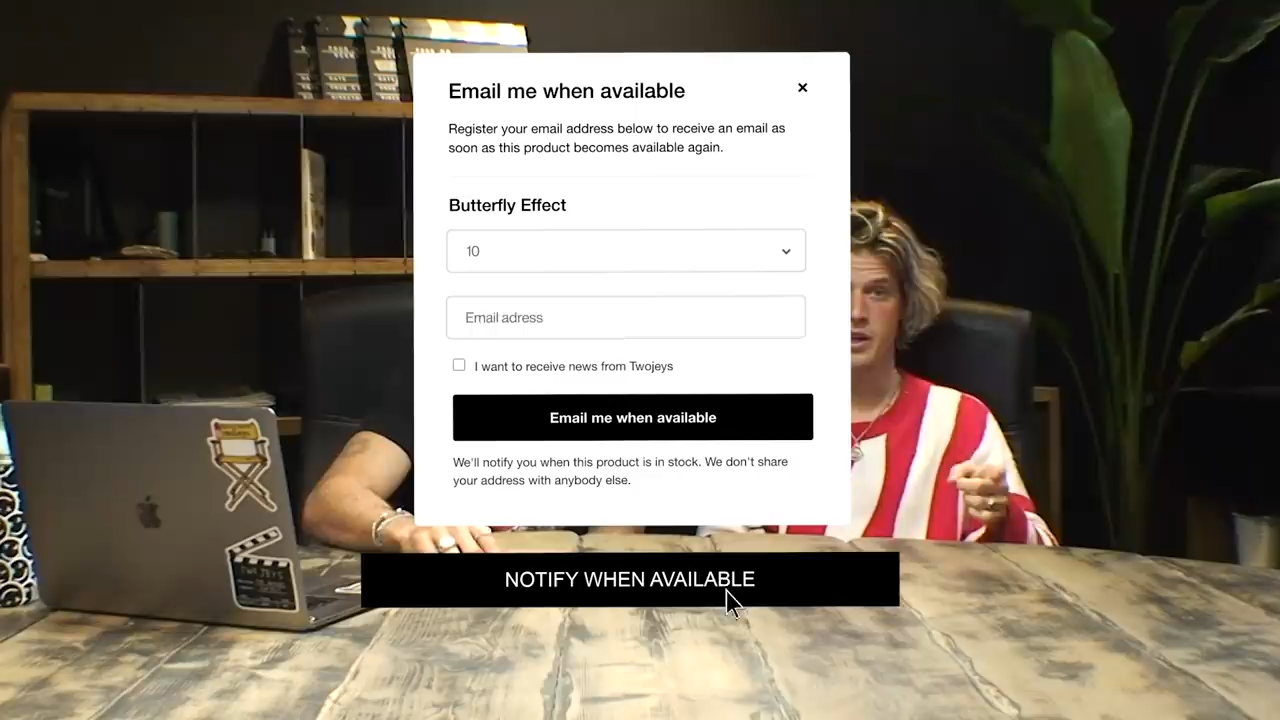 Email me when available
×
Register your email address below to receive an email as
soon as this product becomes available again.
Butterfly Effect
10
Email adress
I want to receive news from Twojeys
Email me when available
We'll notify you when this product is in stock. We don't share
your address with anybody else.
NOTIFY WHEN AVAILABLE